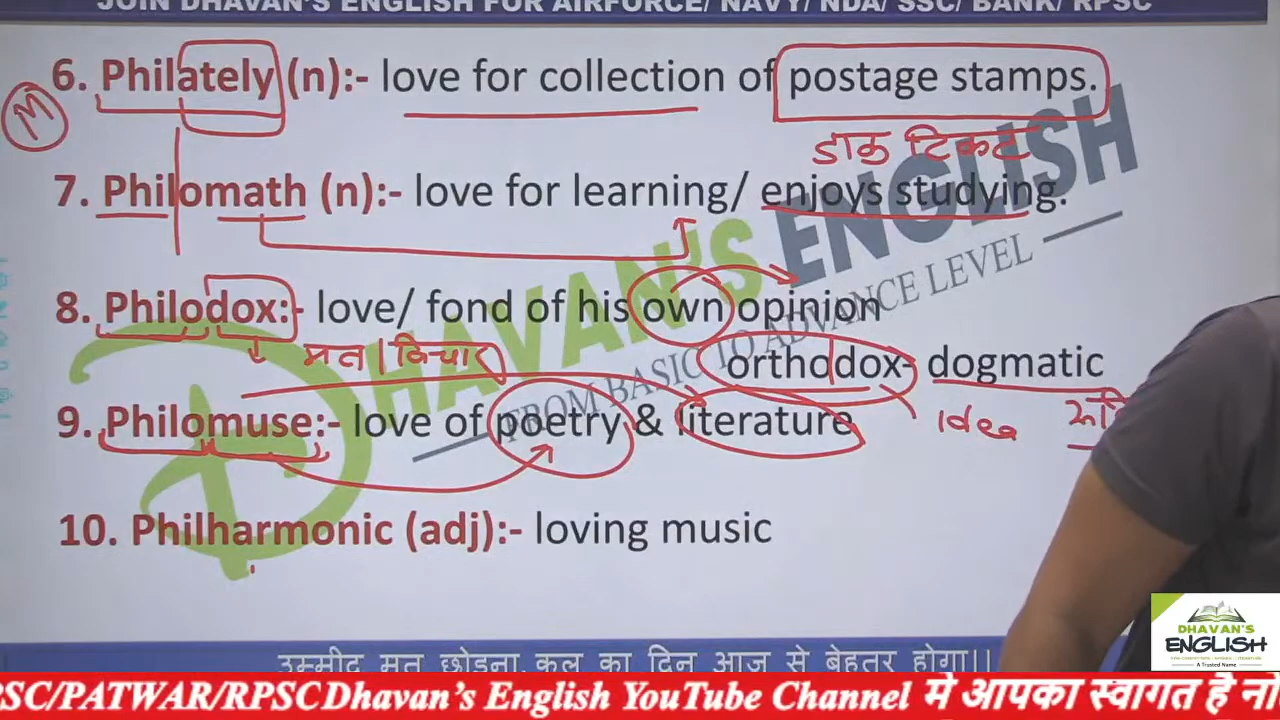 JOIN DHAVAN'S ENGLISH FOR AIRFORCE/ NAVY/ NDA/ SSC/ BANK/ RPSC
6. Philately (n):- love for collection of postage stamps.
M
डाक टिकट
7. Philomath (n):- love for learning/ enjoys studying.
8. Philodox:- love/ fond of his own opinion
मत | विचार
orthodox- dogmatic
9. Philomuse:- love of poetry & literature
Idea
10. Philharmonic (adj):- loving music
DHAVAN'S ENGLISH
FROM BASIC TO ADVANCE LEVEL
DHAVAN'S
ENGLISH
A Trusted Name
उम्मीद मत छोड़ना कल का दिन आज से बेहतर होगा।।
RSC/PATWAR/RPSC Dhavan's English YouTube Channel मे आपका स्वागत है नो